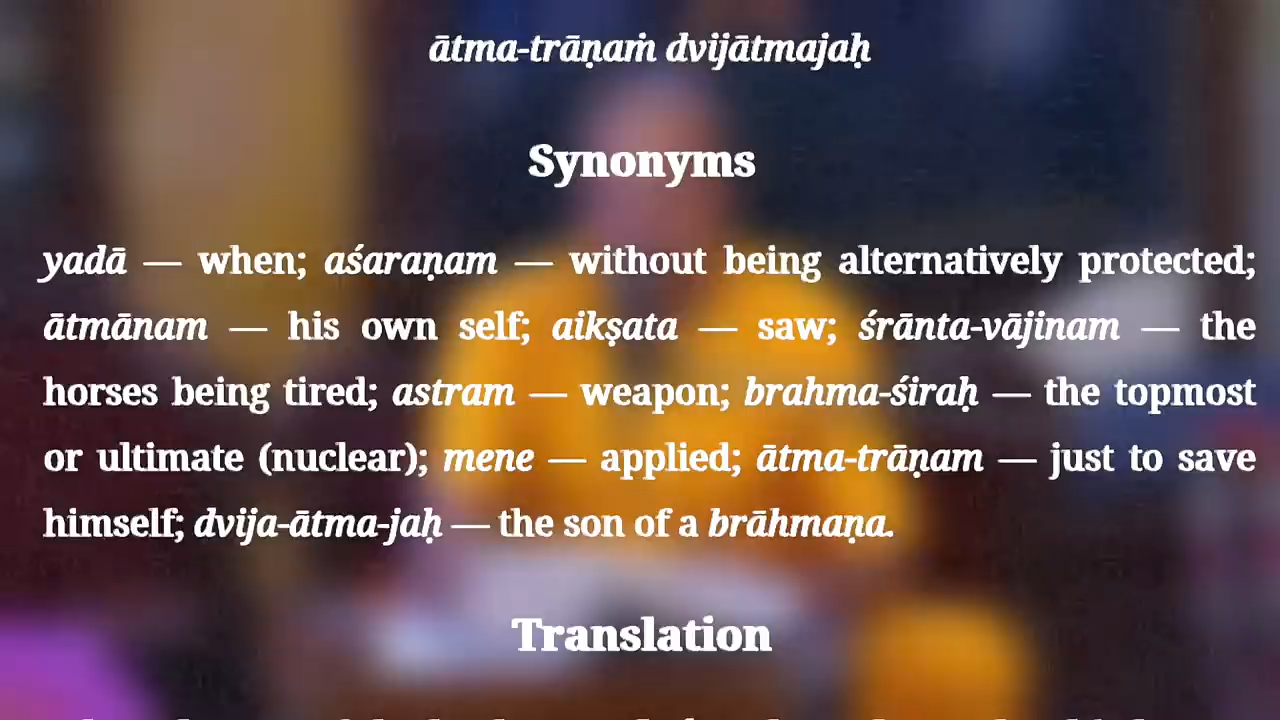 ātma-trāṇaṁ dvijātmajaḥ
Synonyms
yadā — when; aśaraṇam — without being alternatively protected;
ātmānam — his own self; aikṣata — saw; śrānta-vājinam — the
horses being tired; astram — weapon; brahma-śiraḥ — the topmost
or ultimate (nuclear); mene — applied; ātma-trāṇam — just to save
himself; dvija-ātma-jaḥ — the son of a brāhmaṇa.
Translation